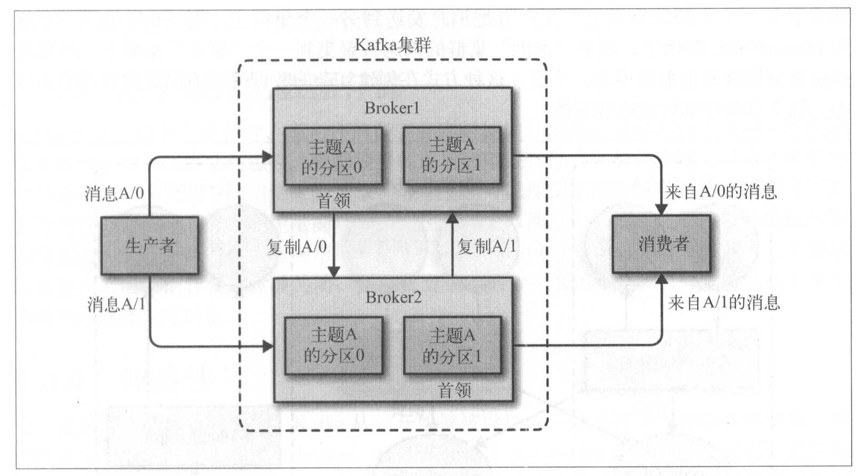 Kafka集群
Broker1
主题A
的分区0
主题A
的分区1
首领
消息A/0
生产者
消息A/1
复制A/0
复制A/1
来自A/0的消息
消费者
来自A/1的消息
Broker2
主题A
的分区0
主题A
的分区1
首领